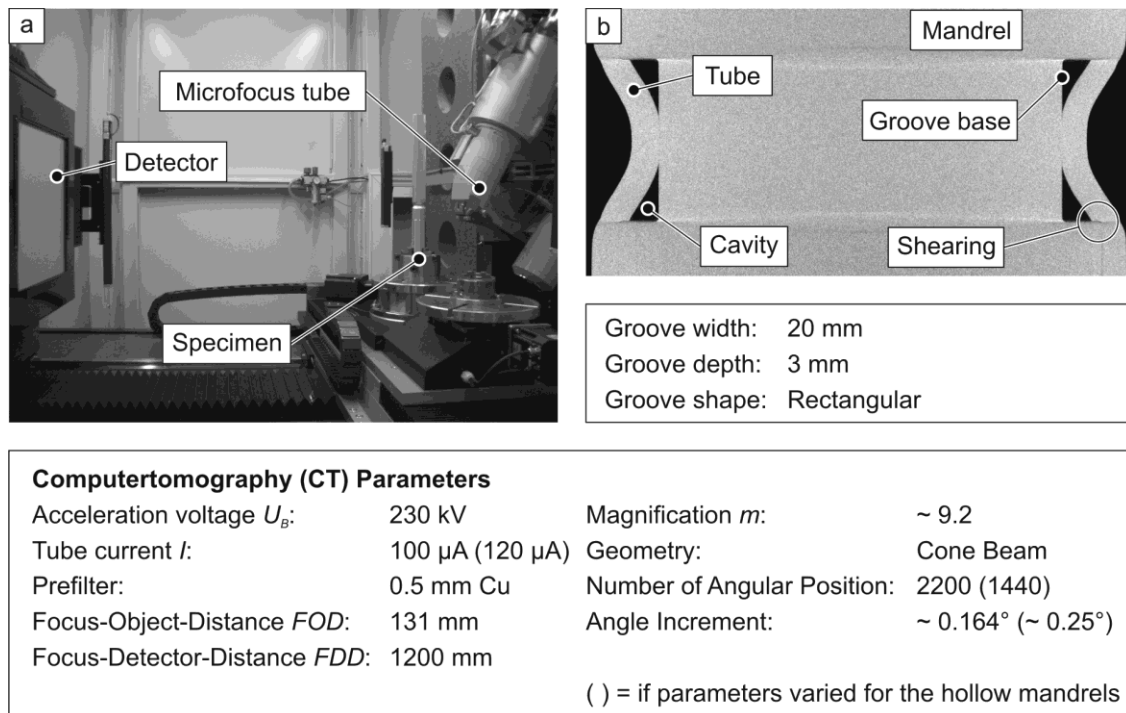 a
Microfocus tube
Detector
Specimen
b
Mandrel
Tube
Groove base
Cavity
Shearing
Groove width: 20 mm
Groove depth: 3 mm
Groove shape: Rectangular
Computertomography (CT) Parameters
Acceleration voltage U_B: 230 kV
Tube current I: 100 µA (120 µA)
Prefilter: 0.5 mm Cu
Focus-Object-Distance FOD: 131 mm
Focus-Detector-Distance FDD: 1200 mm
Magnification m: ~ 9.2
Geometry: Cone Beam
Number of Angular Position: 2200 (1440)
Angle Increment: ~ 0.164° (~ 0.25°)
( ) = if parameters varied for the hollow mandrels